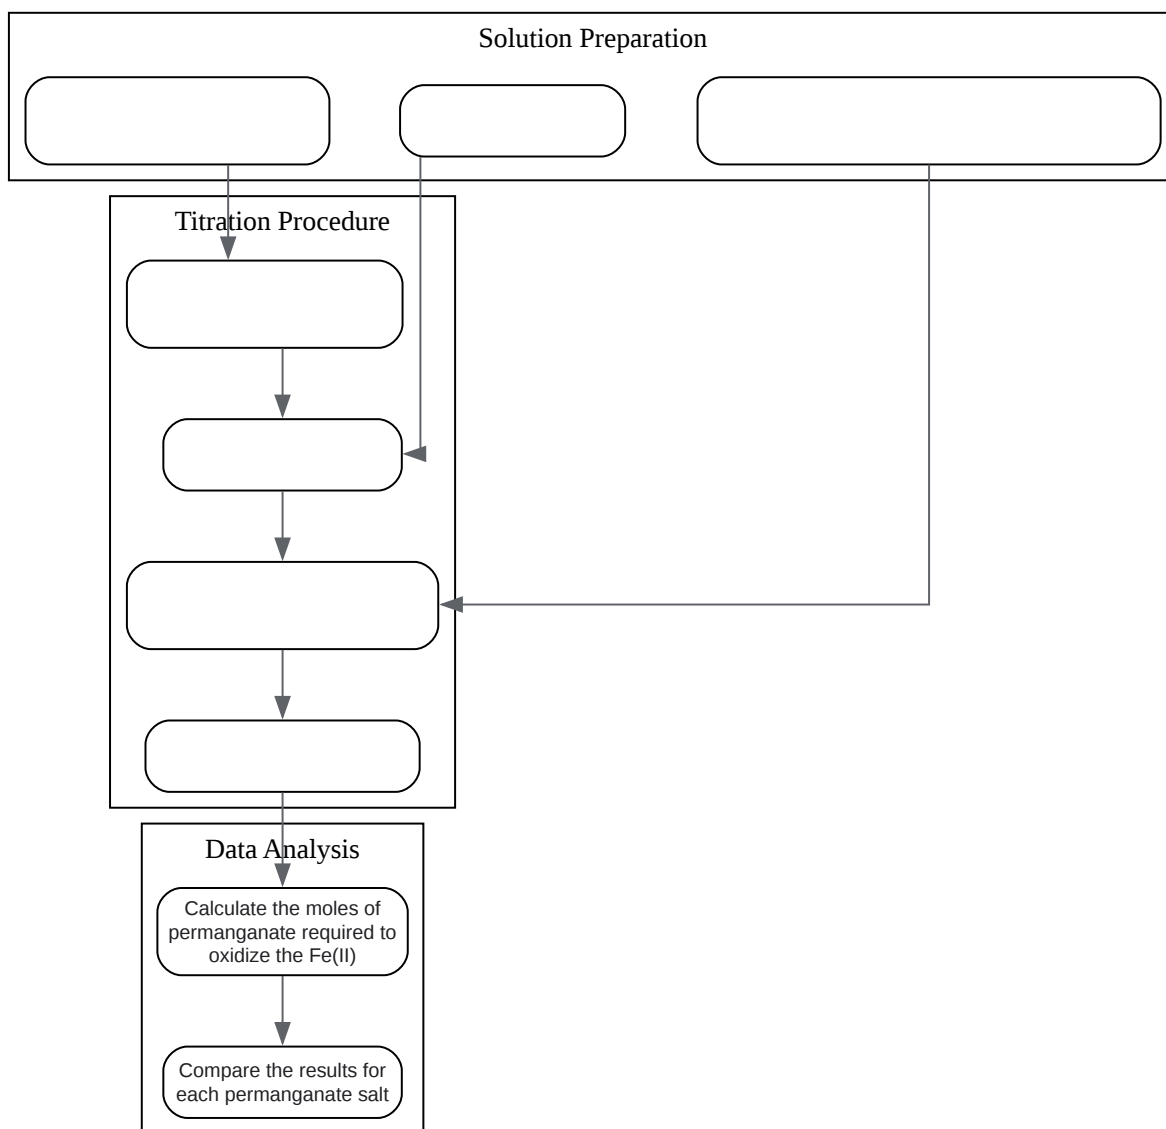 Solution Preparation
Titration Procedure
Data Analysis
Calculate the moles of
permanganate required to
oxidize the Fe(II)
Compare the results for
each permanganate salt